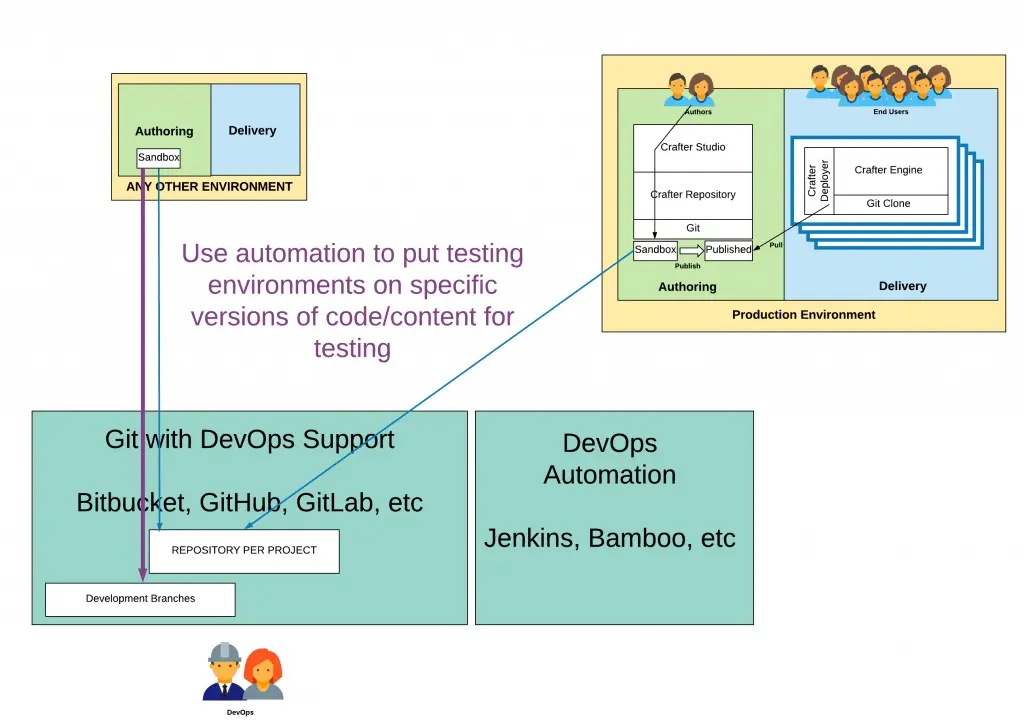 Authoring
Delivery
Sandbox
ANY OTHER ENVIRONMENT
Authors
End Users
Crafter Studio
Crafter Repository
Git
Sandbox
Published
Publish
Pull
Authoring
Crafter
Deployer
Crafter Engine
Git Clone
Delivery
Production Environment
Use automation to put testing
environments on specific
versions of code/content for
testing
Git with DevOps Support
Bitbucket, GitHub, GitLab, etc
REPOSITORY PER PROJECT
Development Branches
DevOps
Automation
Jenkins, Bamboo, etc
DevOps